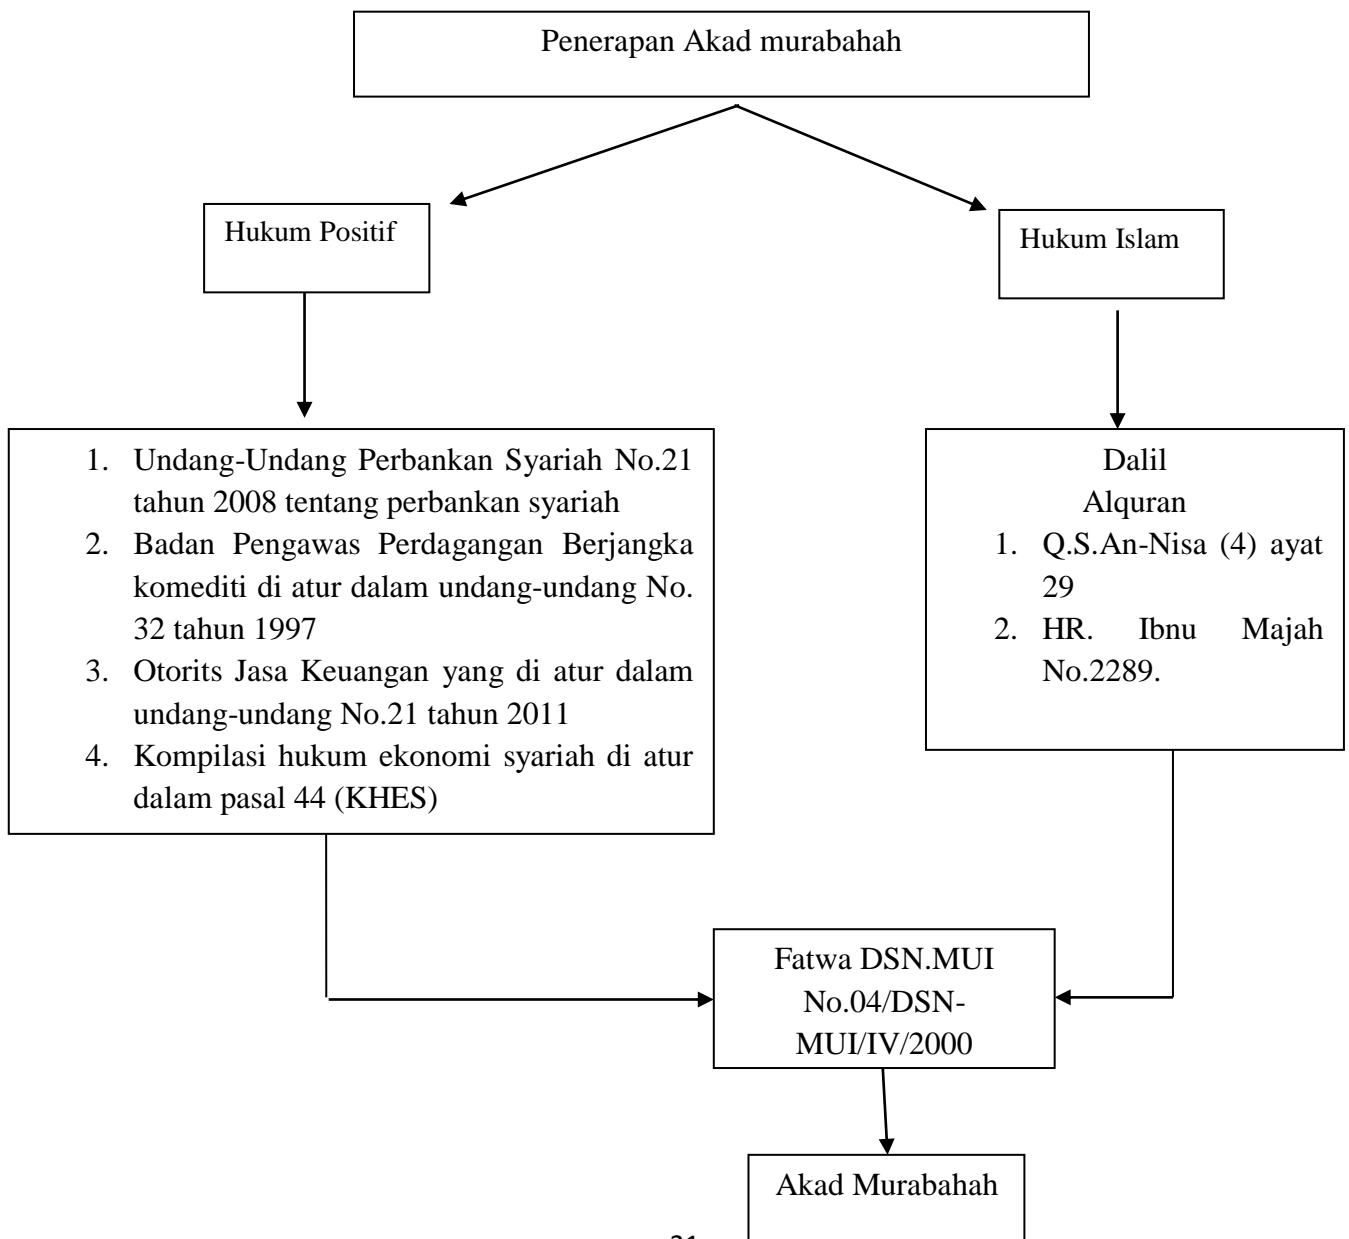 Penerapan Akad murabahah
Hukum Positif
Hukum Islam
1. Undang-Undang Perbankan Syariah No.21
tahun 2008 tentang perbankan syariah
2. Badan Pengawas Perdagangan Berjangka
komediti di atur dalam undang-undang No.
32 tahun 1997
3. Otorits Jasa Keuangan yang di atur dalam
undang-undang No.21 tahun 2011
4. Kompilasi hukum ekonomi syariah di atur
dalam pasal 44 (KHES)
Dalil
Alquran
1. Q.S.An-Nisa (4) ayat
29
2. HR. Ibnu Majah
No.2289.
Fatwa DSN.MUI
No.04/DSN-
MUI/IV/2000
Akad Murabahah